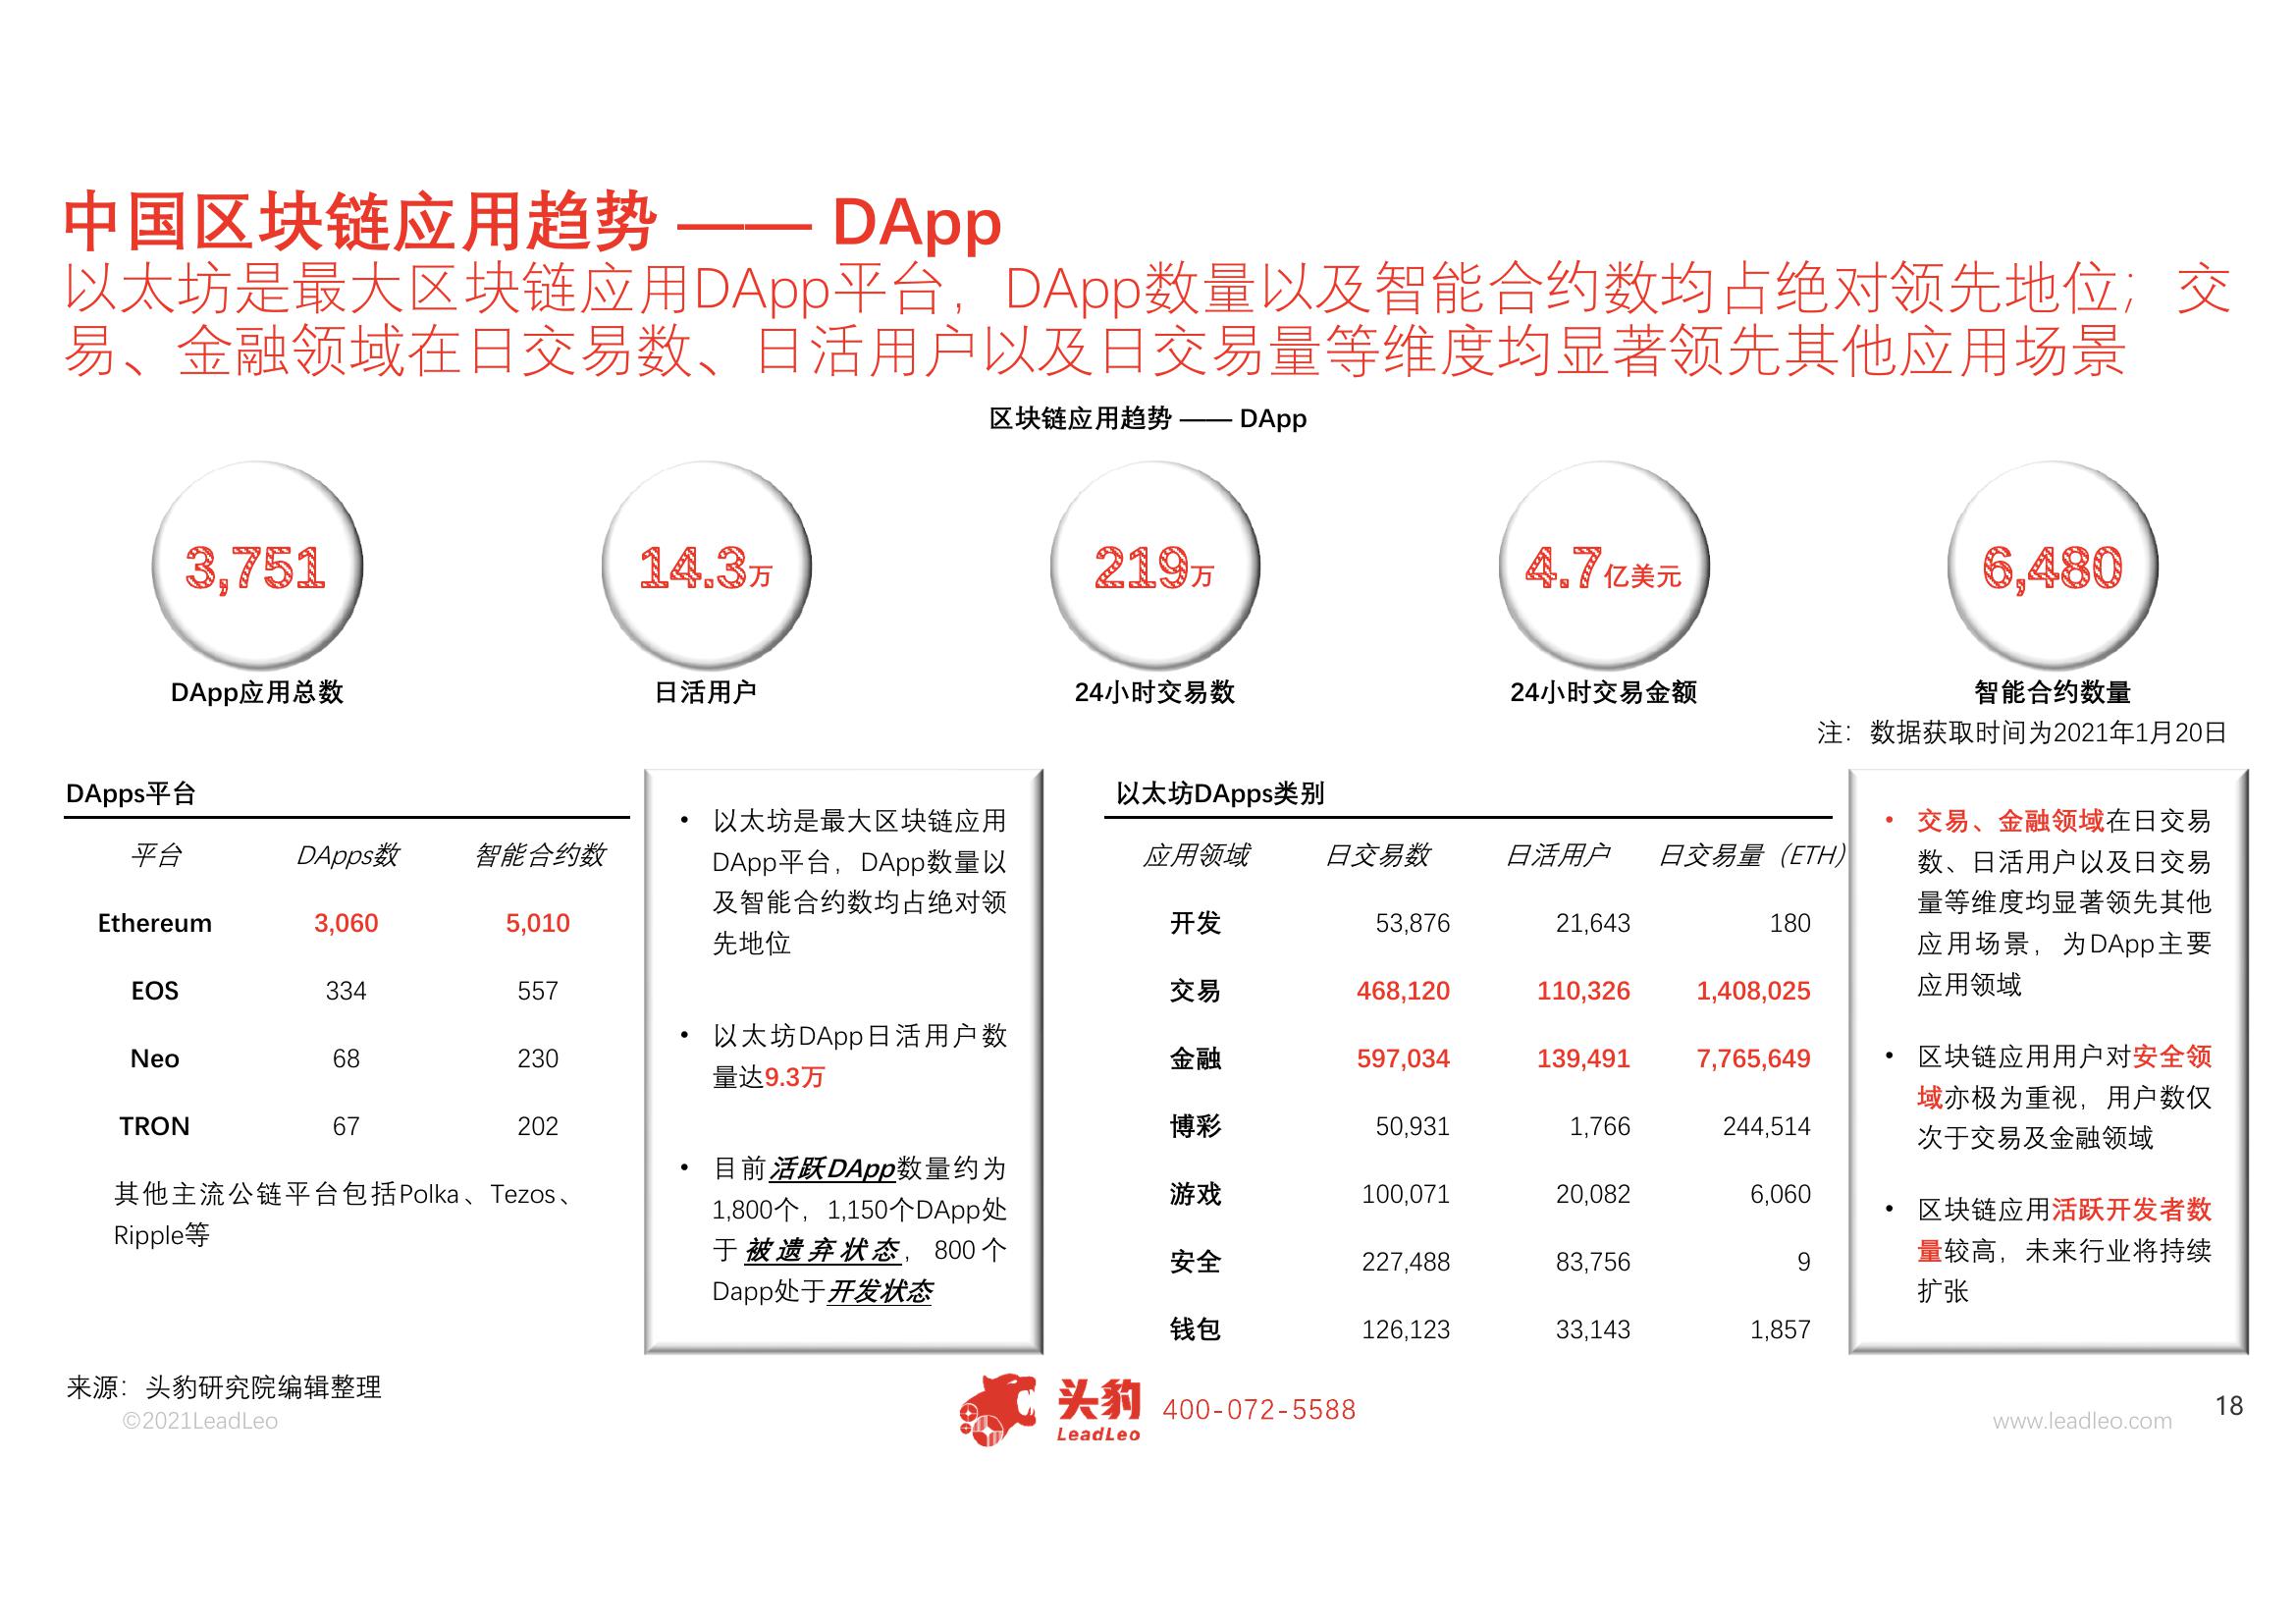 中国区块链应用趋势 —— DApp
以太坊是最大区块链应用DApp平台，DApp数量以及智能合约数均占绝对领先地位；交
易、金融领域在日交易数、日活用户以及日交易量等维度均显著领先其他应用场景
区块链应用趋势 —— DApp
3,751
14.3万
219万
4.7亿美元
6,480
DApp应用总数
日活用户
24小时交易数
24小时交易金额
智能合约数量
注：数据获取时间为2021年1月20日
DApps平台
平台 DApps数 智能合约数
Ethereum 3,060 5,010
EOS 334 557
Neo 68 230
TRON 67 202
其他主流公链平台包括Polka、Tezos、
Ripple等
• 以太坊是最大区块链应用
DApp平台，DApp数量以
及智能合约数均占绝对领
先地位
• 以太坊DApp日活用户数
量达9.3万
• 目前活跃DApp数量约为
1,800个，1,150个DApp处
于被遗弃状态，800个
Dapp处于开发状态
以太坊DApps类别
应用领域 日交易数 日活用户 日交易量（ETH）
开发 53,876 21,643 180
交易 468,120 110,326 1,408,025
金融 597,034 139,491 7,765,649
博彩 50,931 1,766 244,514
游戏 100,071 20,082 6,060
安全 227,488 83,756 9
钱包 126,123 33,143 1,857
• 交易、金融领域在日交易
数、日活用户以及日交易
量等维度均显著领先其他
应用场景，为DApp主要
应用领域
• 区块链应用用户对安全领
域亦极为重视，用户数仅
次于交易及金融领域
• 区块链应用活跃开发者数
量较高，未来行业将持续
扩张
来源：头豹研究院编辑整理
©2021LeadLeo
头豹
LeadLeo
400-072-5588
www.leadleo.com
18